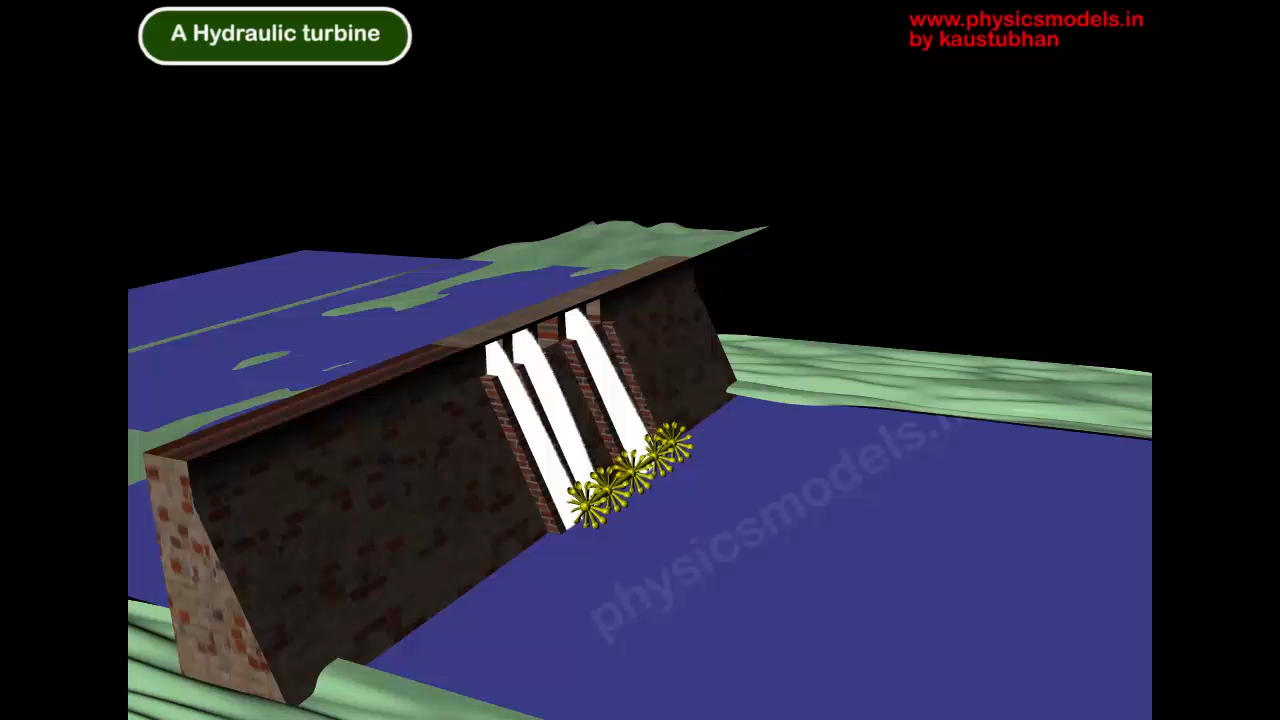 A Hydraulic turbine
www.physicsmodels.in
by kaustubhan
physicsmodels.in